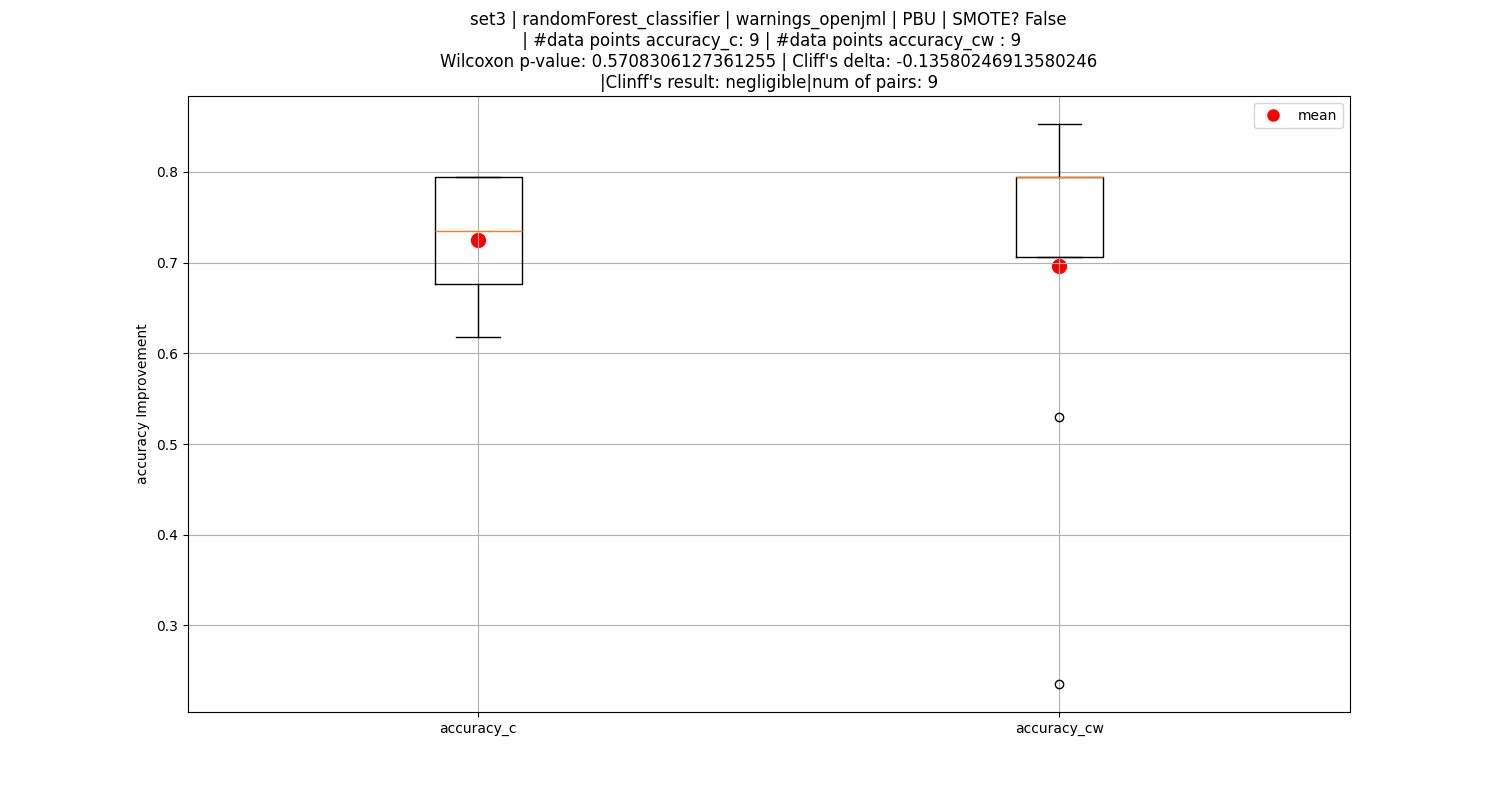 set3 | randomForest_classifier | warnings_openjml | PBU | SMOTE? False
| #data points accuracy_c: 9 | #data points accuracy_cw : 9
Wilcoxon p-value: 0.5708306127361255 | Cliff's delta: -0.13580246913580246
|Clinff's result: negligible|num of pairs: 9
mean
accuracy Improvement
0.8
0.7
0.6
0.5
0.4
0.3
accuracy_c
accuracy_cw